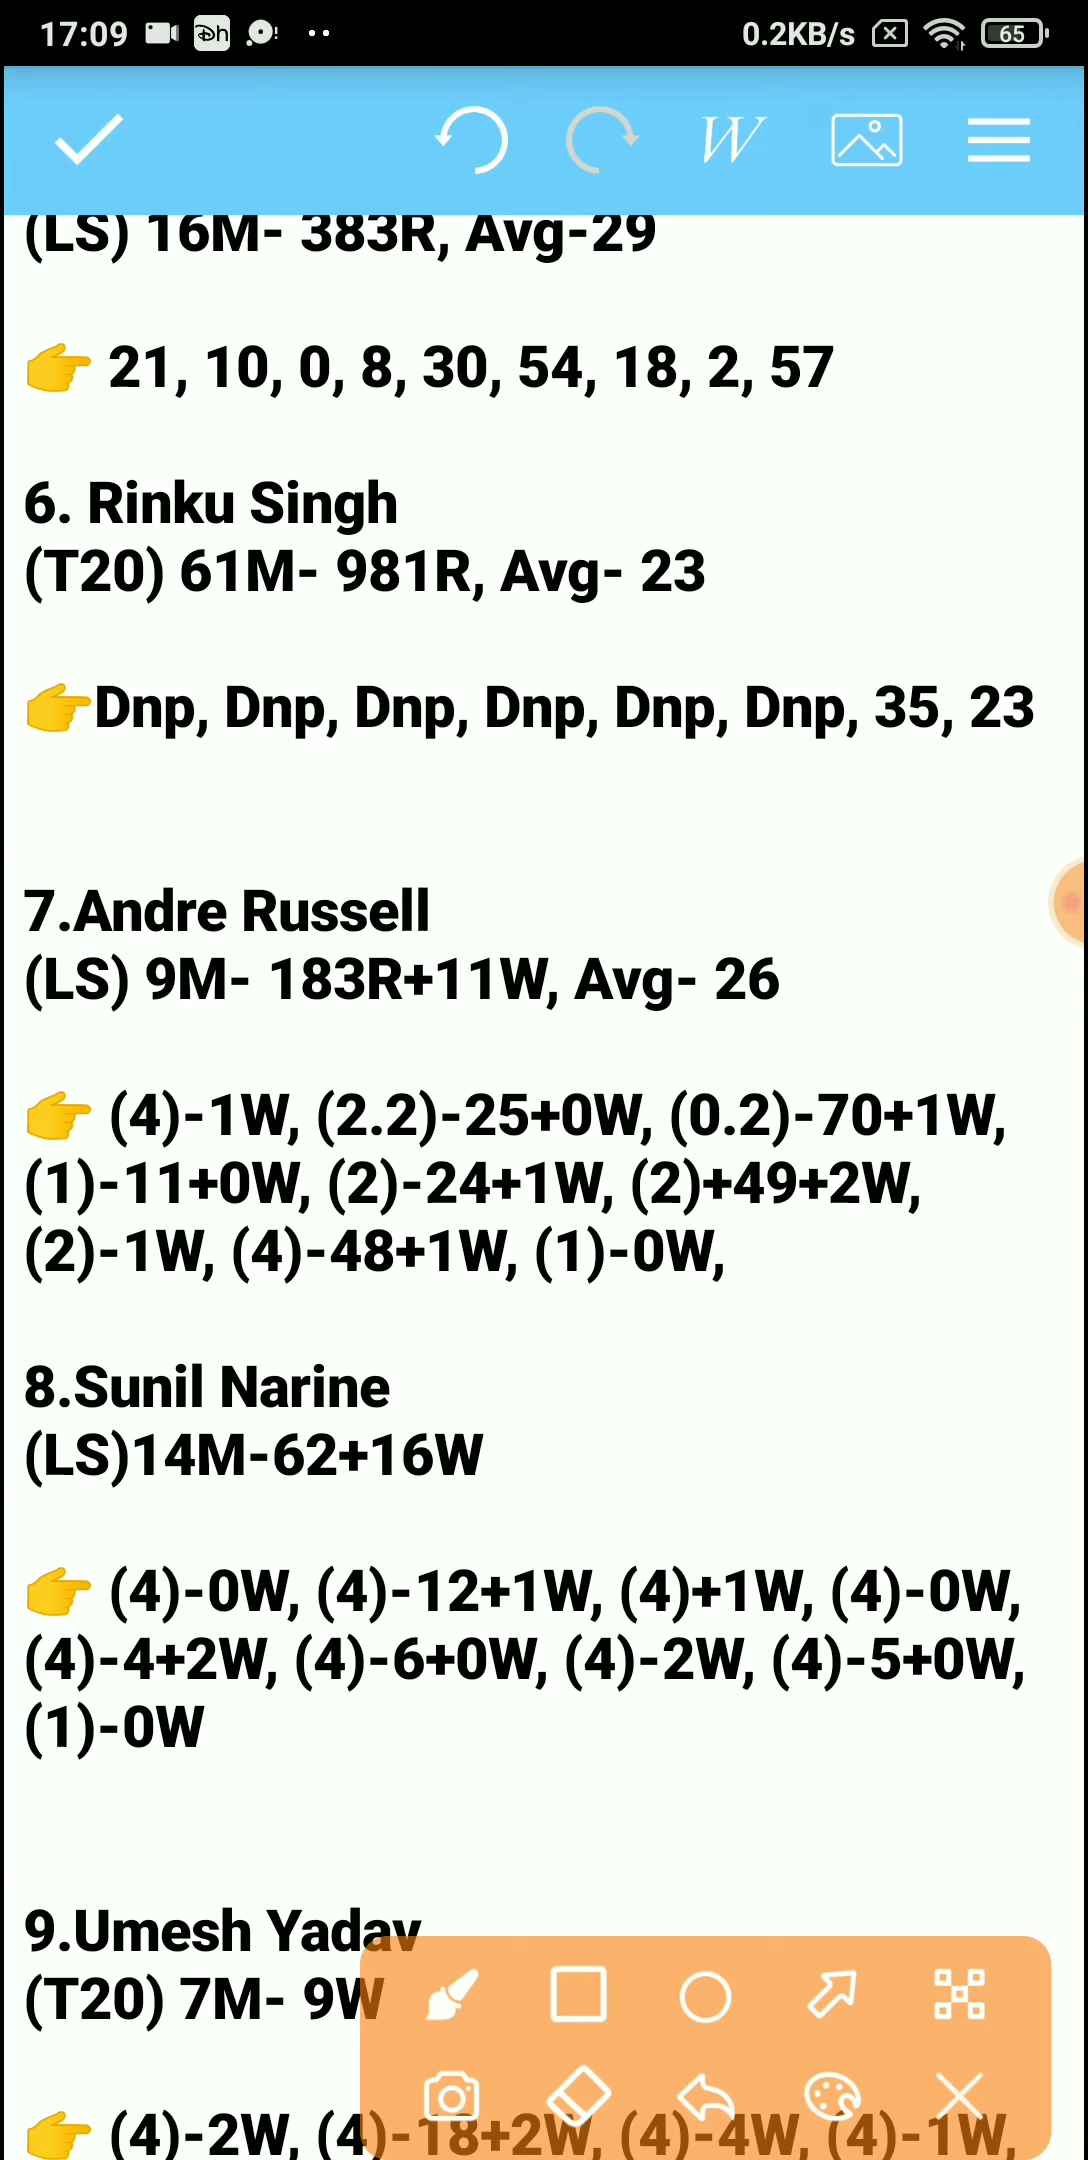 17:09 Dh 0.2KB/s 65
W
(LS) 16M- 383R, Avg-29
👉 21, 10, 0, 8, 30, 54, 18, 2, 57
6. Rinku Singh
(T20) 61M- 981R, Avg- 23
👉Dnp, Dnp, Dnp, Dnp, Dnp, Dnp, 35, 23
7.Andre Russell
(LS) 9M- 183R+11W, Avg- 26
👉 (4)-1W, (2.2)-25+0W, (0.2)-70+1W,
(1)-11+0W, (2)-24+1W, (2)+49+2W,
(2)-1W, (4)-48+1W, (1)-0W,
8.Sunil Narine
(LS)14M-62+16W
👉 (4)-0W, (4)-12+1W, (4)+1W, (4)-0W,
(4)-4+2W, (4)-6+0W, (4)-2W, (4)-5+0W,
(1)-0W
9.Umesh Yadav
(T20) 7M- 9W
👉 (4)-2W, (4)-18+2W, (4)-4W, (4)-1W,